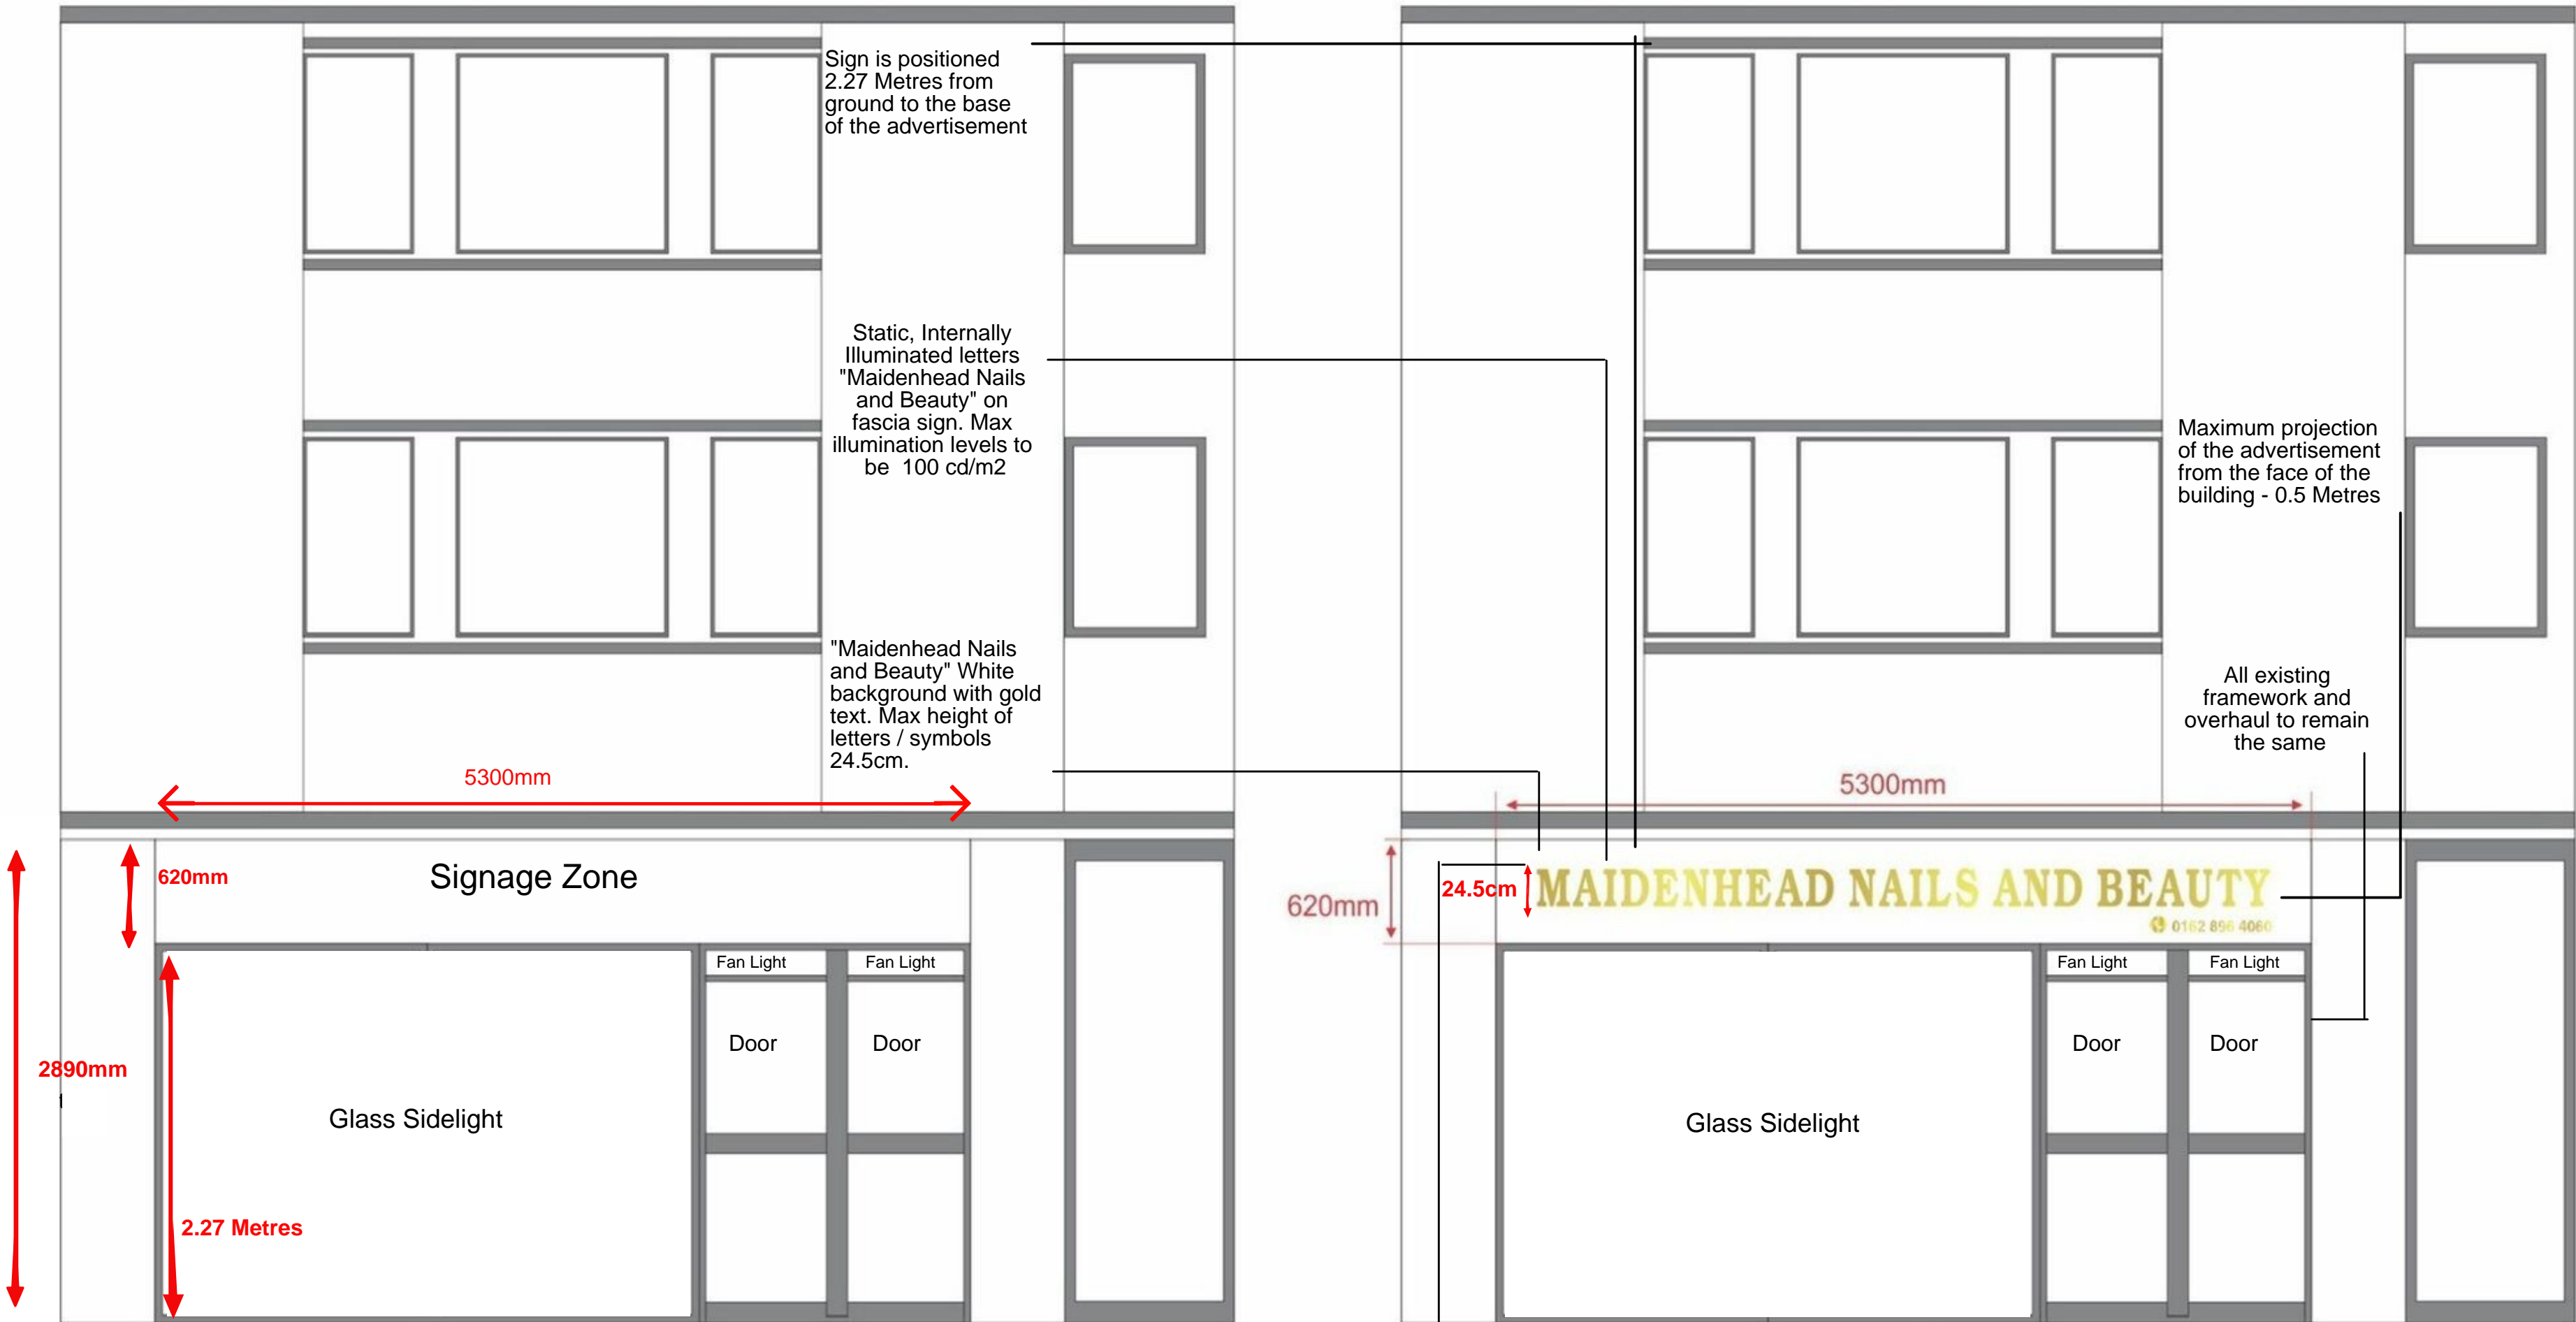 Sign is positioned
2.27 Metres from
ground to the base
of the advertisement
Static, Internally
Illuminated letters
"Maidenhead Nails
and Beauty" on
fascia sign. Max
illumination levels to
be 100 cd/m2
"Maidenhead Nails
and Beauty" White
background with gold
text. Max height of
letters / symbols
24.5cm.
5300mm
620mm
Signage Zone
Fan Light
Fan Light
Door
Door
2890mm
Glass Sidelight
2.27 Metres
Maximum projection
of the advertisement
from the face of the
building - 0.5 Metres
All existing
framework and
overhaul to remain
the same
5300mm
620mm
24.5cm
MAIDENHEAD NAILS AND BEAUTY
0162 896 4060
Fan Light
Fan Light
Door
Door
Glass Sidelight